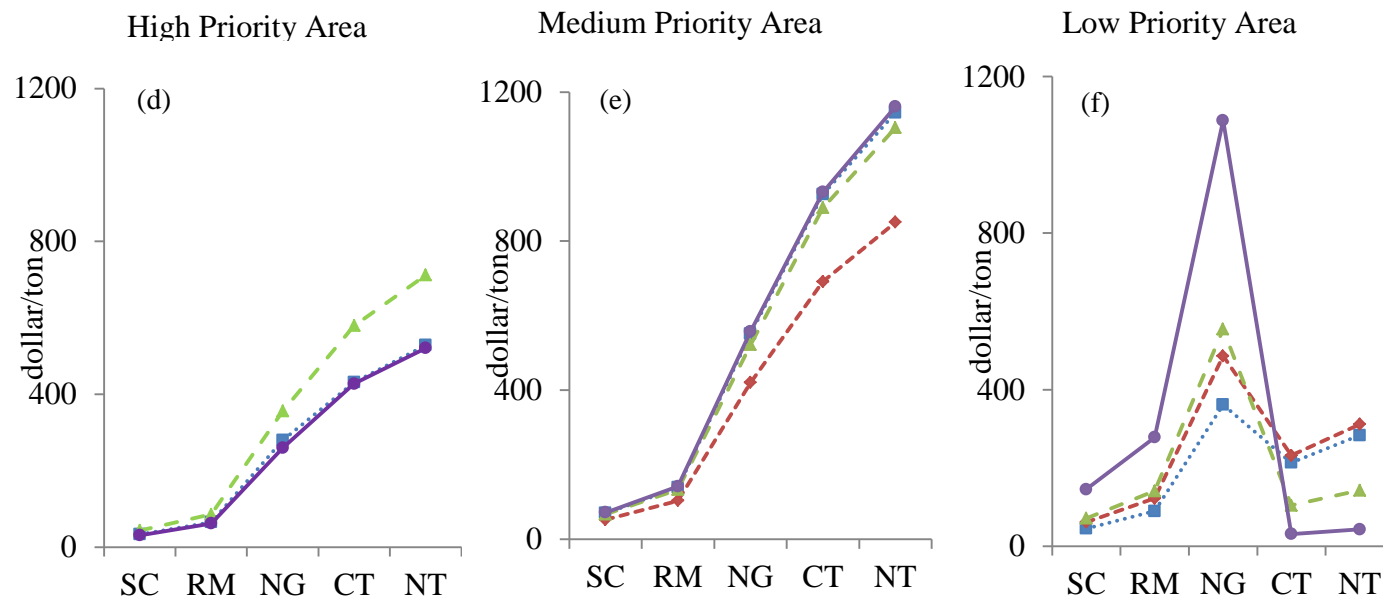 High Priority Area
Medium Priority Area
Low Priority Area
(d)
1200
800
400
0
dollar/ton
SC RM NG CT NT
(e)
1200
800
400
0
dollar/ton
SC RM NG CT NT
(f)
1200
800
400
0
dollar/ton
SC RM NG CT NT